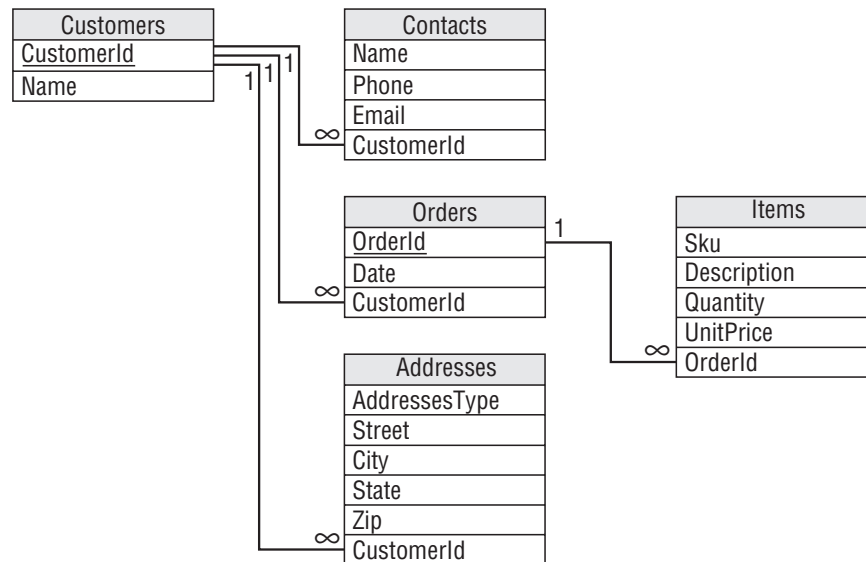 Customers
CustomerId
Name
1
1
1
Contacts
Name
Phone
Email
∞ CustomerId
Orders
OrderId
Date
∞ CustomerId
1
Items
Sku
Description
Quantity
UnitPrice
∞ OrderId
Addresses
AddressesType
Street
City
State
Zip
∞ CustomerId